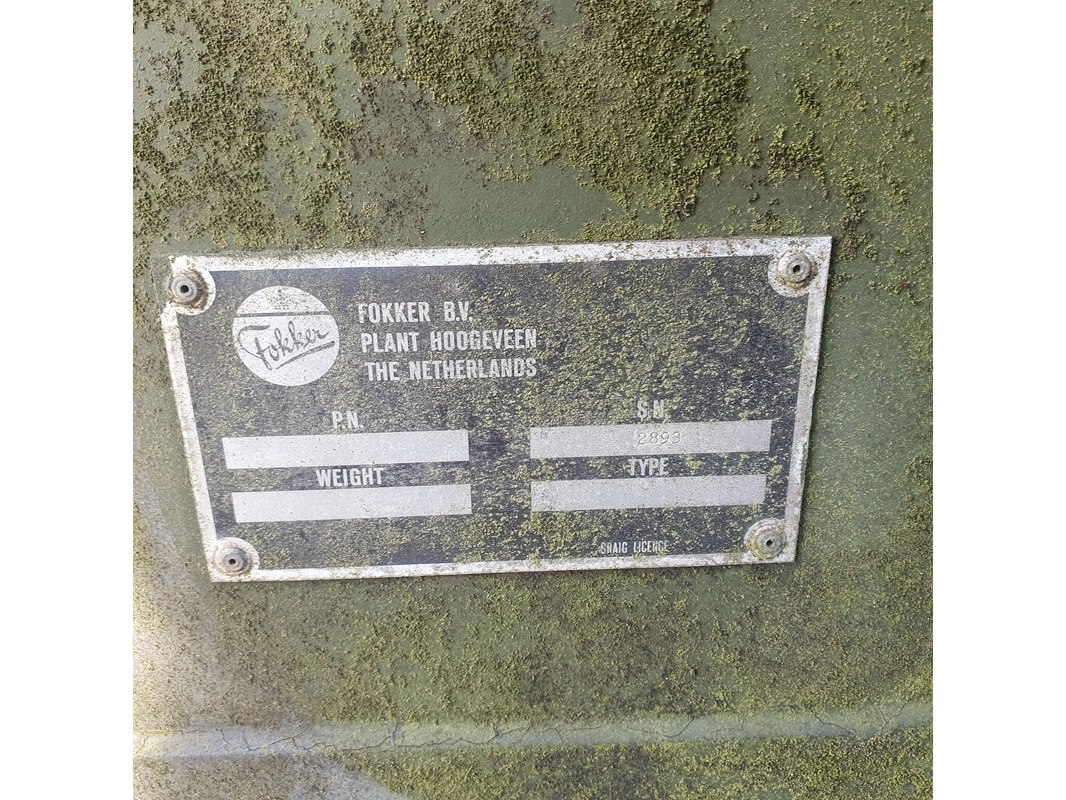 Fokker
FOKKER B.V.
PLANT HOOGEVEEN
THE NETHERLANDS
P.N.
S.N.
2893
WEIGHT
TYPE
CRAIG LICENCE